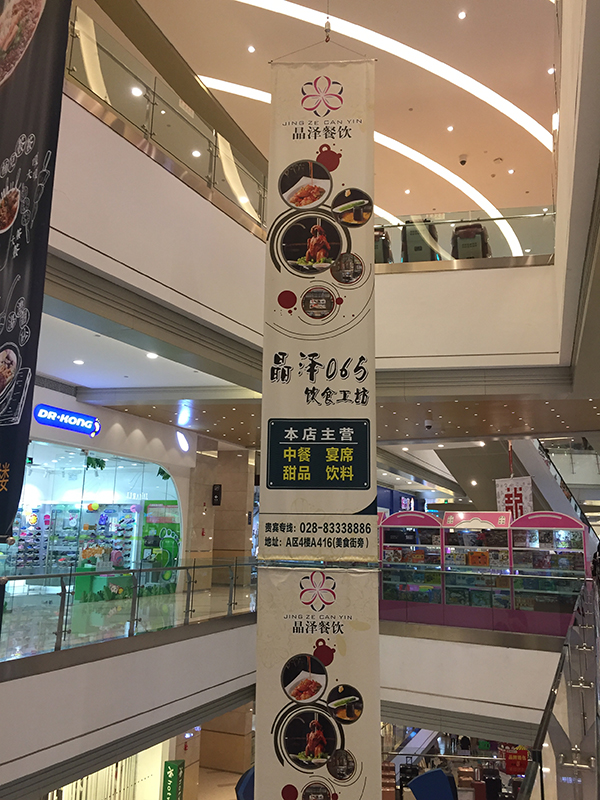 JING ZE CAN YIN
晶泽餐饮
晶泽065
饮食工坊
本店主营
中餐 宴席
甜品 饮料
贵宾专线：028-83338886
地址：A区4楼A416(美食街旁)
JING ZE CAN YIN
晶泽餐饮
DR·KONG
楼